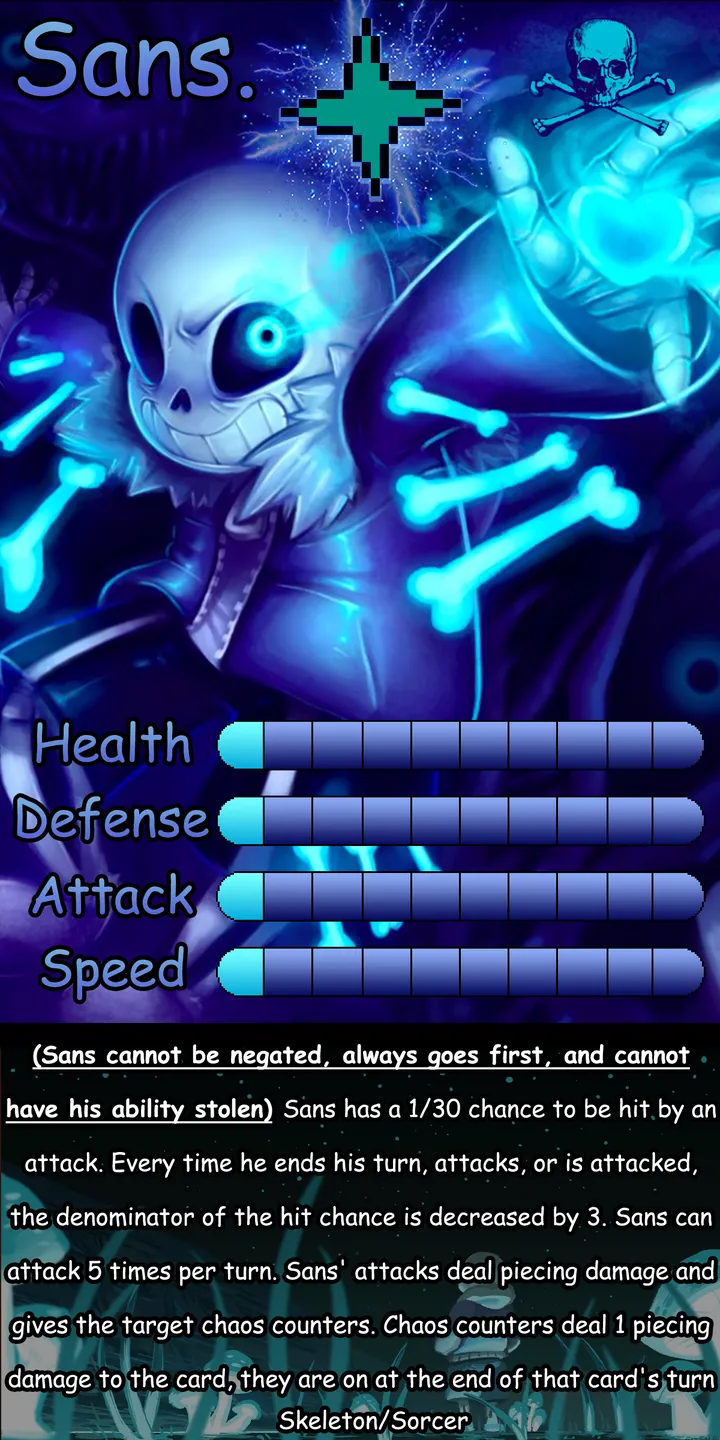 Sans.
Health
Defense
Attack
Speed
(Sans cannot be negated, always goes first, and cannot
have his ability stolen) Sans has a 1/30 chance to be hit by an
attack. Every time he ends his turn, attacks, or is attacked,
the denominator of the hit chance is decreased by 3. Sans can
attack 5 times per turn. Sans' attacks deal piecing damage and
gives the target chaos counters. Chaos counters deal 1 piecing
damage to the card, they are on at the end of that card's turn
Skeleton/Sorcer